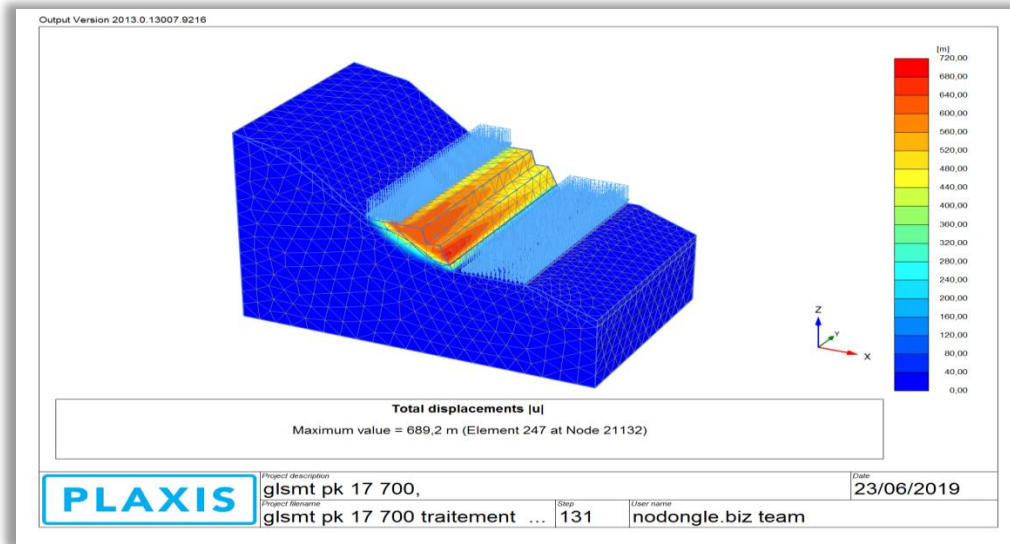 Output Version 2013.0.13007.9216
[m]
720,00
680,00
640,00
600,00
560,00
520,00
480,00
440,00
400,00
360,00
320,00
280,00
240,00
200,00
160,00
120,00
80,00
40,00
0,00
Z
Y
X
Total displacements |u|
Maximum value = 689,2 m (Element 247 at Node 21132)
PLAXIS
Project description
glsmt pk 17 700,
Date
23/06/2019
Project filename
glsmt pk 17 700 traitement ...
Step
131
User name
nodongle.biz team